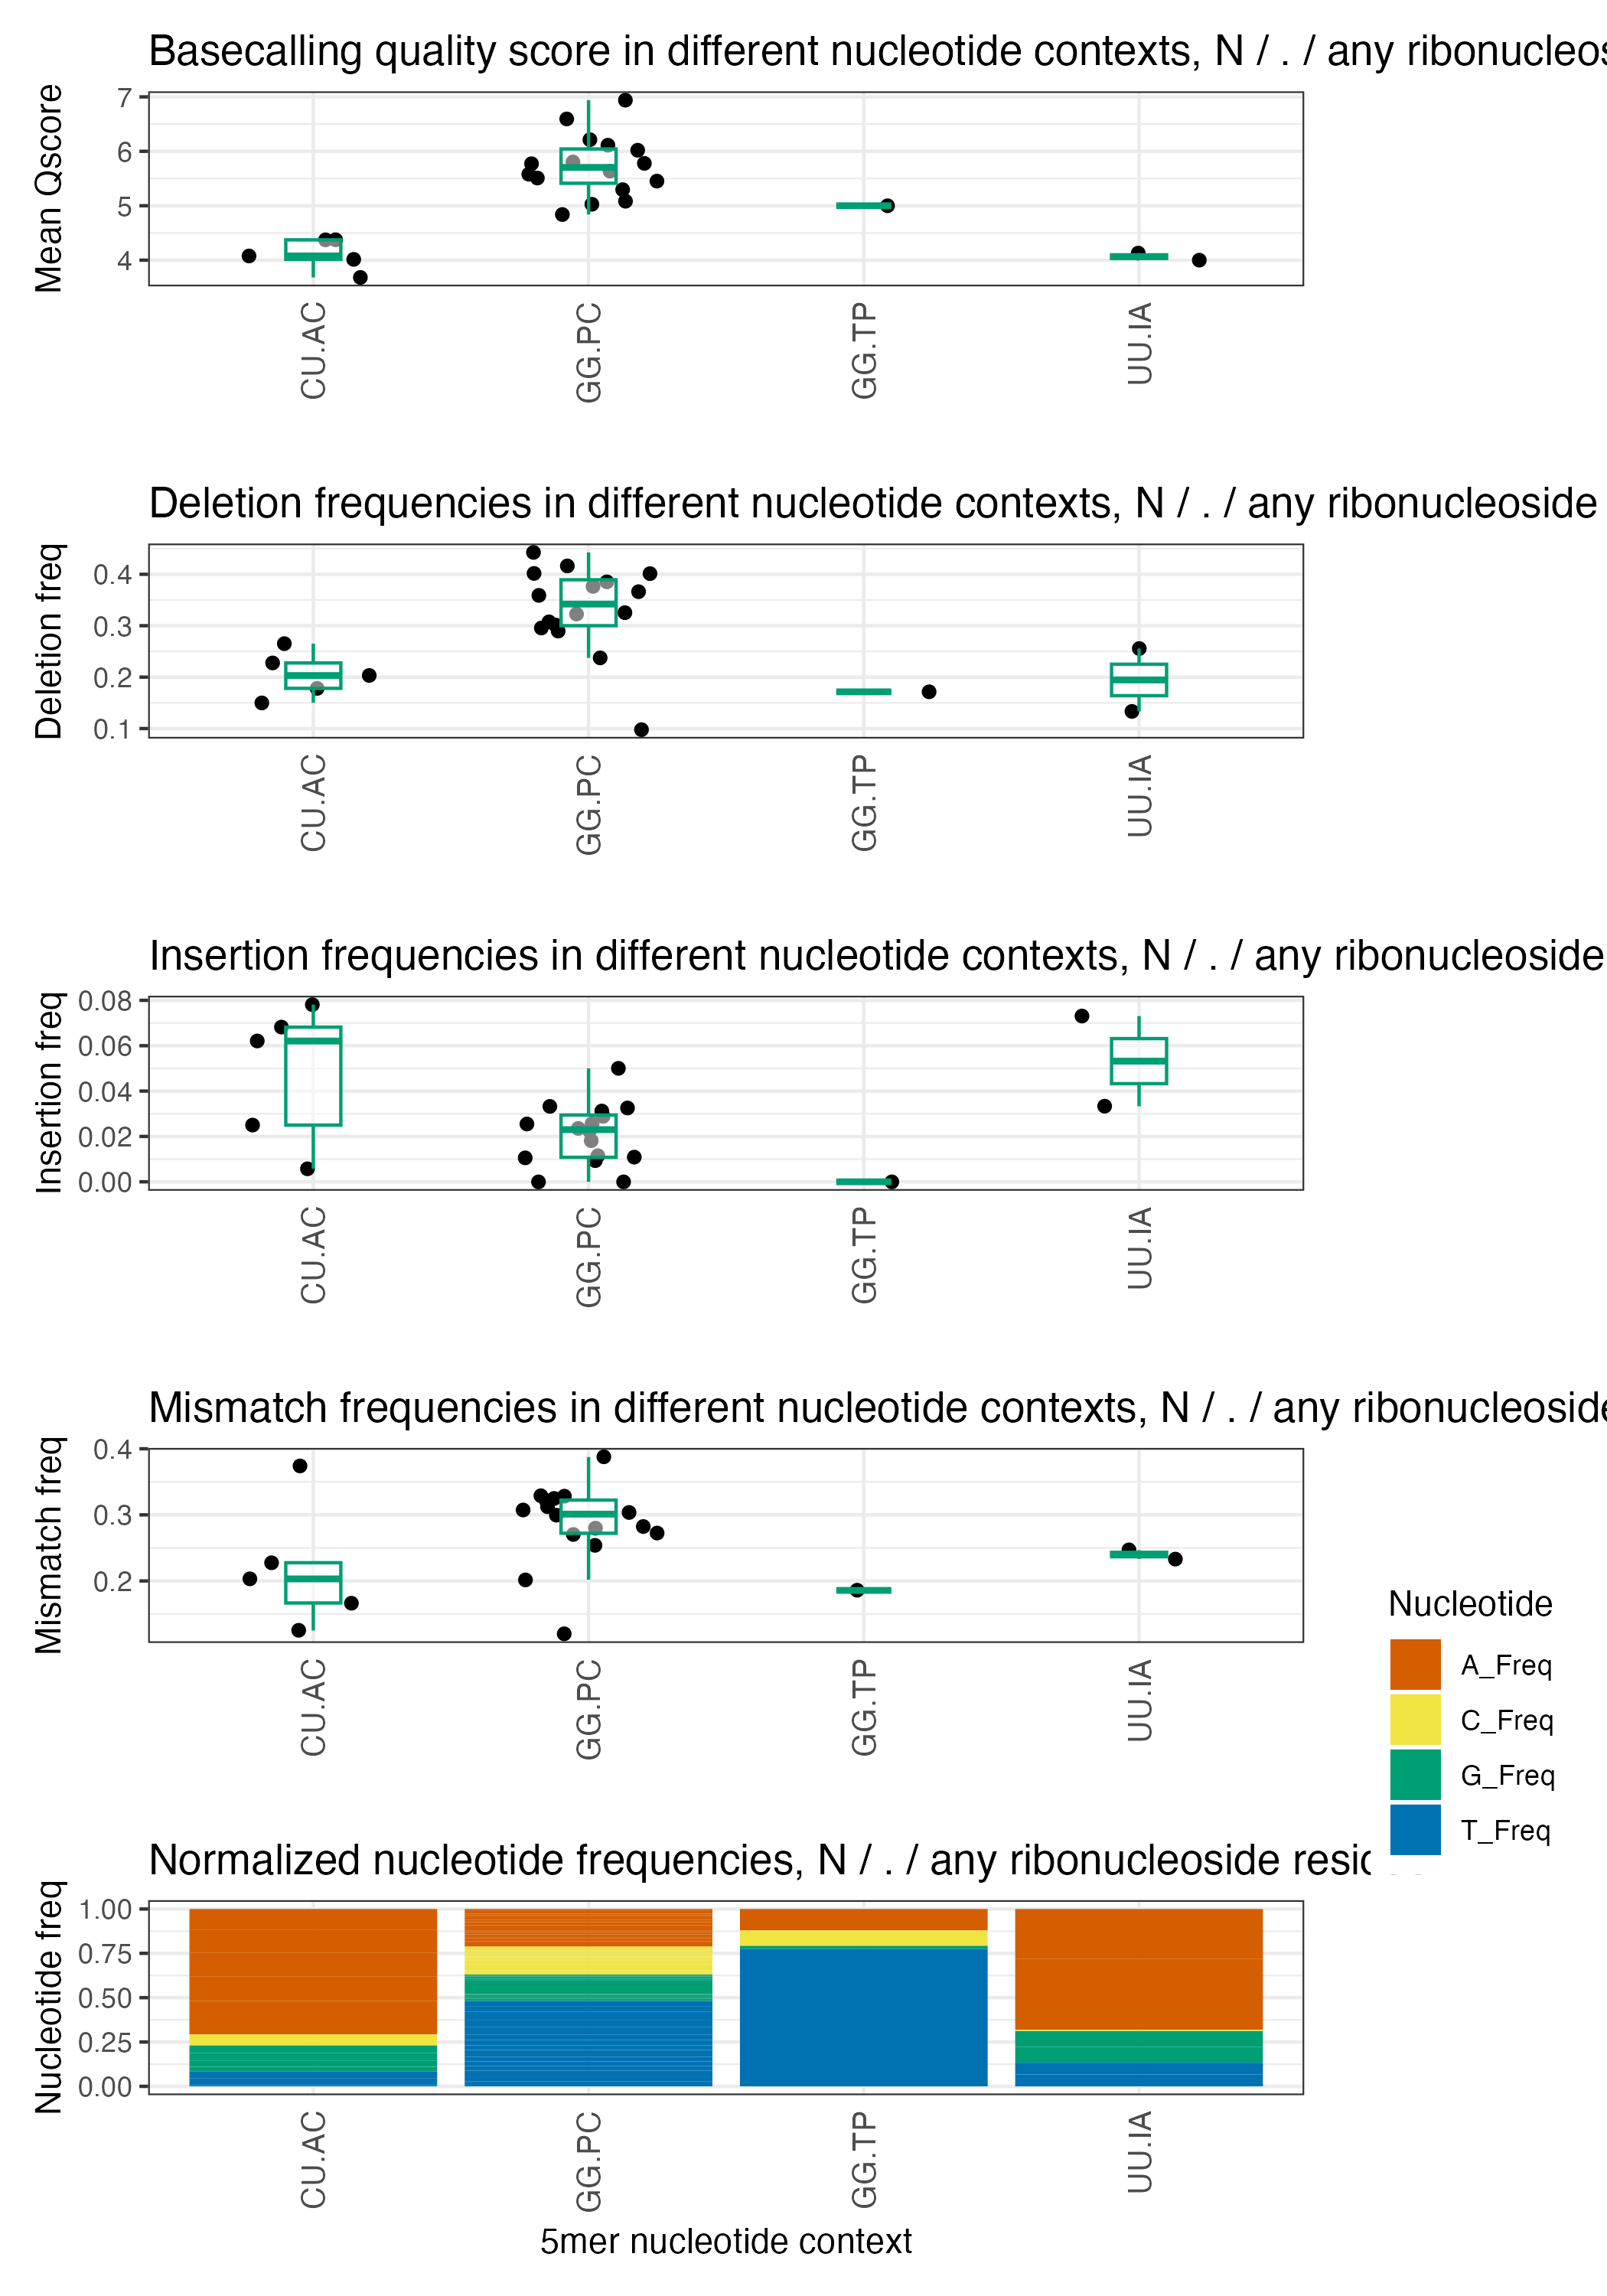 Basecalling quality score in different nucleotide contexts, N / . / any ribonucleos
Mean Qscore
7
6
5
4
CU.AC GG.PC GG.TP UU.IA
Deletion frequencies in different nucleotide contexts, N / . / any ribonucleoside
Deletion freq
0.4
0.3
0.2
0.1
CU.AC GG.PC GG.TP UU.IA
Insertion frequencies in different nucleotide contexts, N / . / any ribonucleoside
Insertion freq
0.08
0.06
0.04
0.02
0.00
CU.AC GG.PC GG.TP UU.IA
Mismatch frequencies in different nucleotide contexts, N / . / any ribonucleoside
Mismatch freq
0.4
0.3
0.2
CU.AC GG.PC GG.TP UU.IA
Nucleotide
A_Freq
C_Freq
G_Freq
T_Freq
Normalized nucleotide frequencies, N / . / any ribonucleoside resi
Nucleotide freq
1.00
0.75
0.50
0.25
0.00
CU.AC GG.PC GG.TP UU.IA
5mer nucleotide context